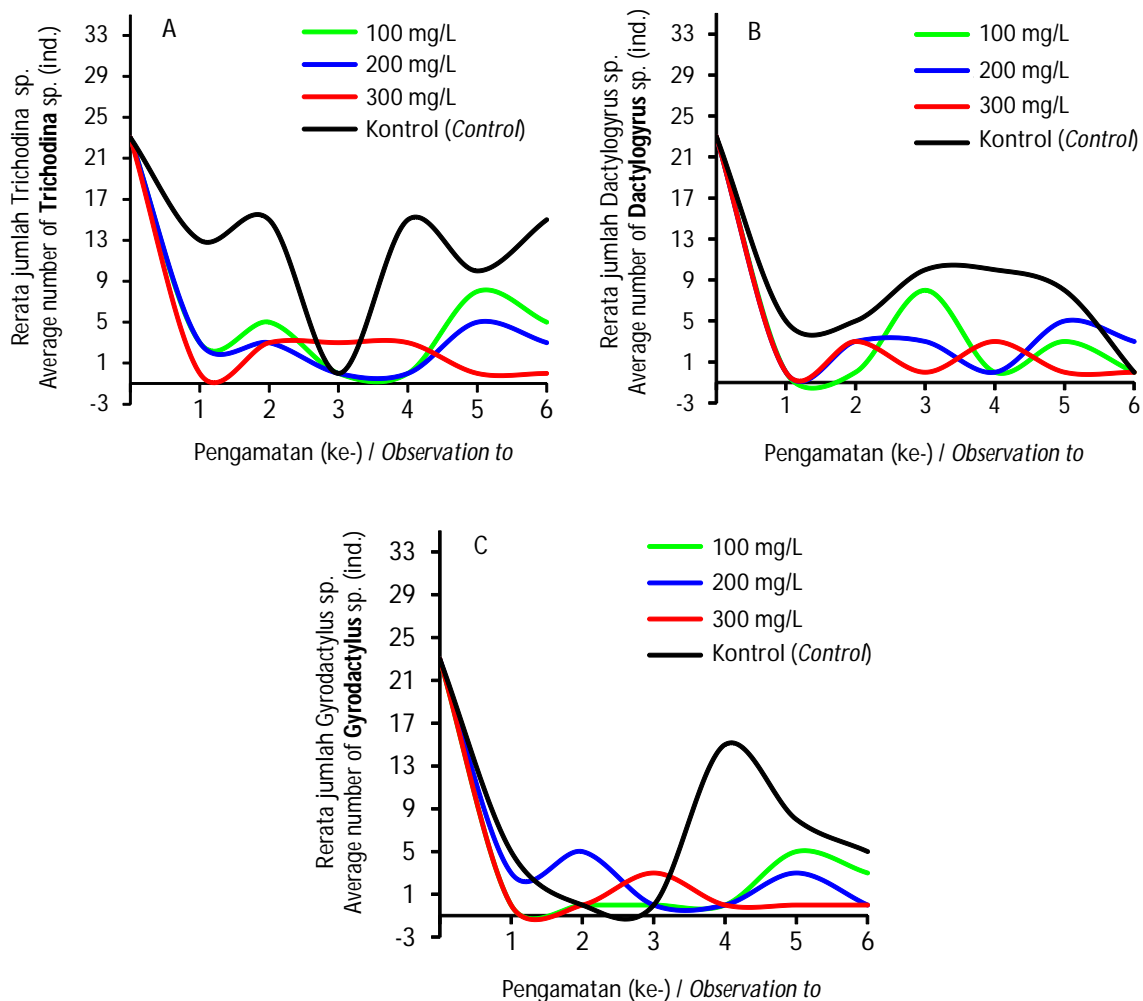 Rerata jumlah Trichodina sp.
Average number of Trichodina sp. (ind.)
A
33
29
25
21
17
13
9
5
1
-3
100 mg/L
200 mg/L
300 mg/L
Kontrol (Control)
1 2 3 4 5 6
Pengamatan (ke-) / Observation to
Rerata jumlah Dactylogyrus sp.
Average number of Dactylogyrus sp. (ind.)
B
33
29
25
21
17
13
9
5
1
-3
100 mg/L
200 mg/L
300 mg/L
Kontrol (Control)
1 2 3 4 5 6
Pengamatan (ke-) / Observation to
Rerata jumlah Gyrodactylus sp.
Average number of Gyrodactylus sp. (ind.)
C
33
29
25
21
17
13
9
5
1
-3
100 mg/L
200 mg/L
300 mg/L
Kontrol (Control)
1 2 3 4 5 6
Pengamatan (ke-) / Observation to